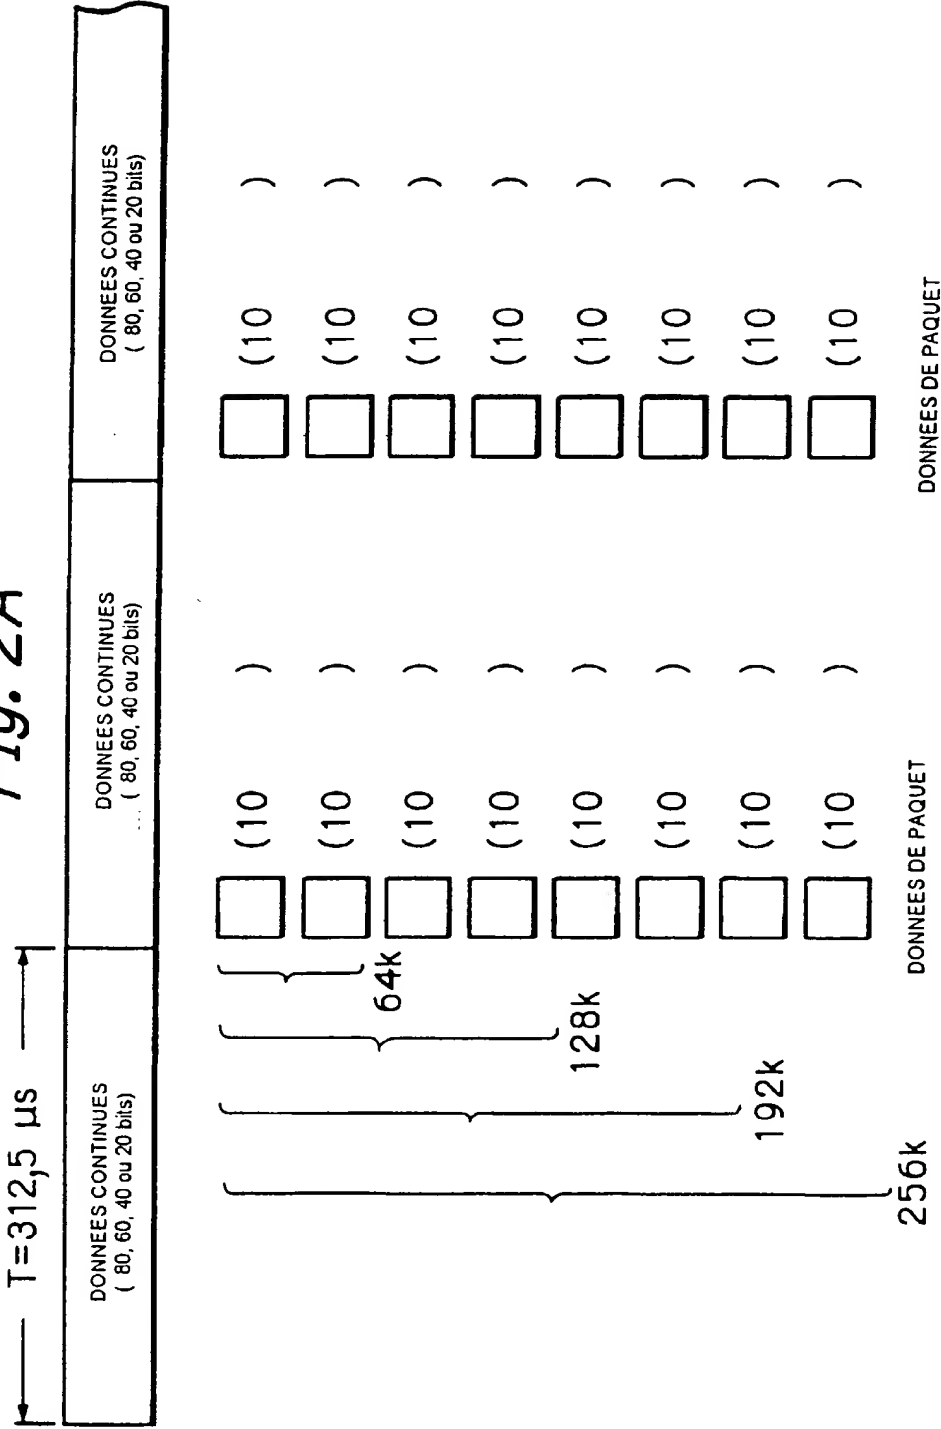 Fig. 2A
T=312,5 µs
DONNEES CONTINUES
( 80, 60, 40 ou 20 bits)
DONNEES CONTINUES
( 80, 60, 40 ou 20 bits)
DONNEES CONTINUES
( 80, 60, 40 ou 20 bits)
64k
128k
192k
256k
(10 )
(10 )
(10 )
(10 )
(10 )
(10 )
(10 )
(10 )
DONNEES DE PAQUET
(10 )
(10 )
(10 )
(10 )
(10 )
(10 )
(10 )
(10 )
DONNEES DE PAQUET